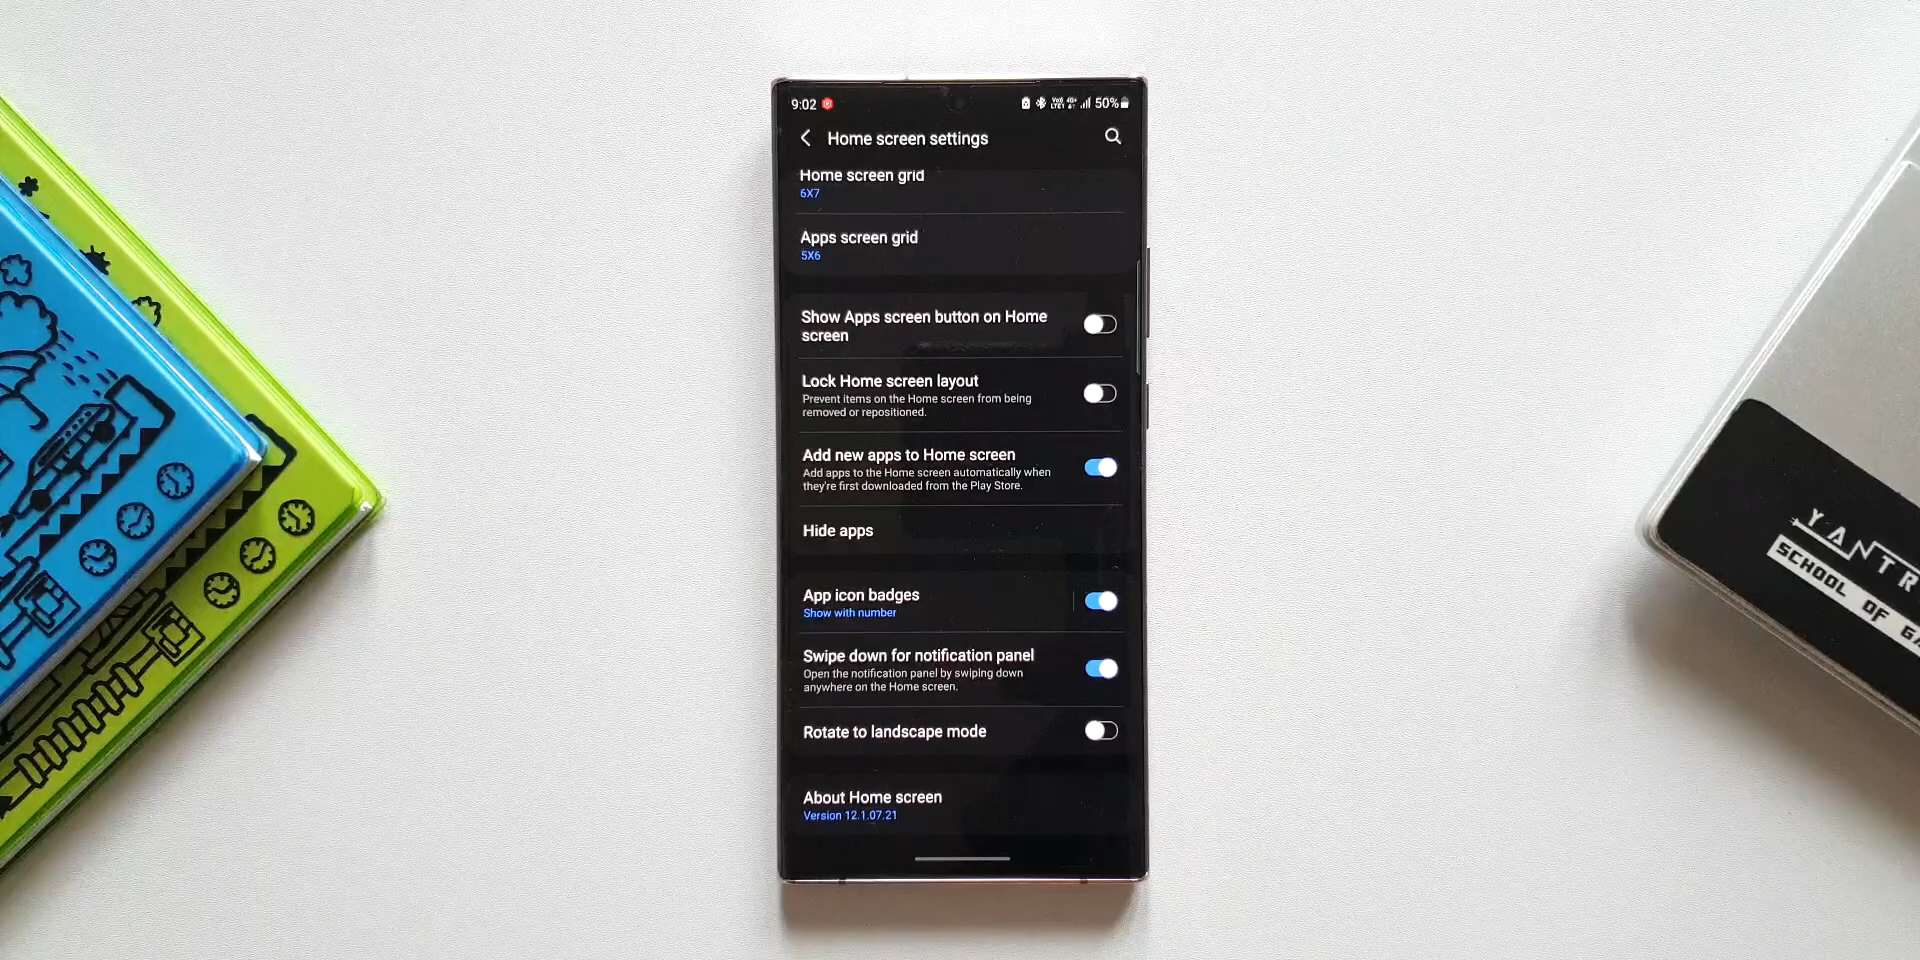 9:02
50%
Home screen settings
Home screen grid
6X7
Apps screen grid
5X6
Show Apps screen button on Home
screen
Lock Home screen layout
Prevent items on the Home screen from being
removed or repositioned.
Add new apps to Home screen
Add apps to the Home screen automatically when
they're first downloaded from the Play Store.
Hide apps
App icon badges
Show with number
Swipe down for notification panel
Open the notification panel by swiping down
anywhere on the Home screen.
Rotate to landscape mode
About Home screen
Version 12.1.07.21
YANTR
SCHOOL OF